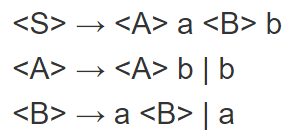 <S> → <A> a <B> b
<A> → <A> b | b
<B> → a <B> | a